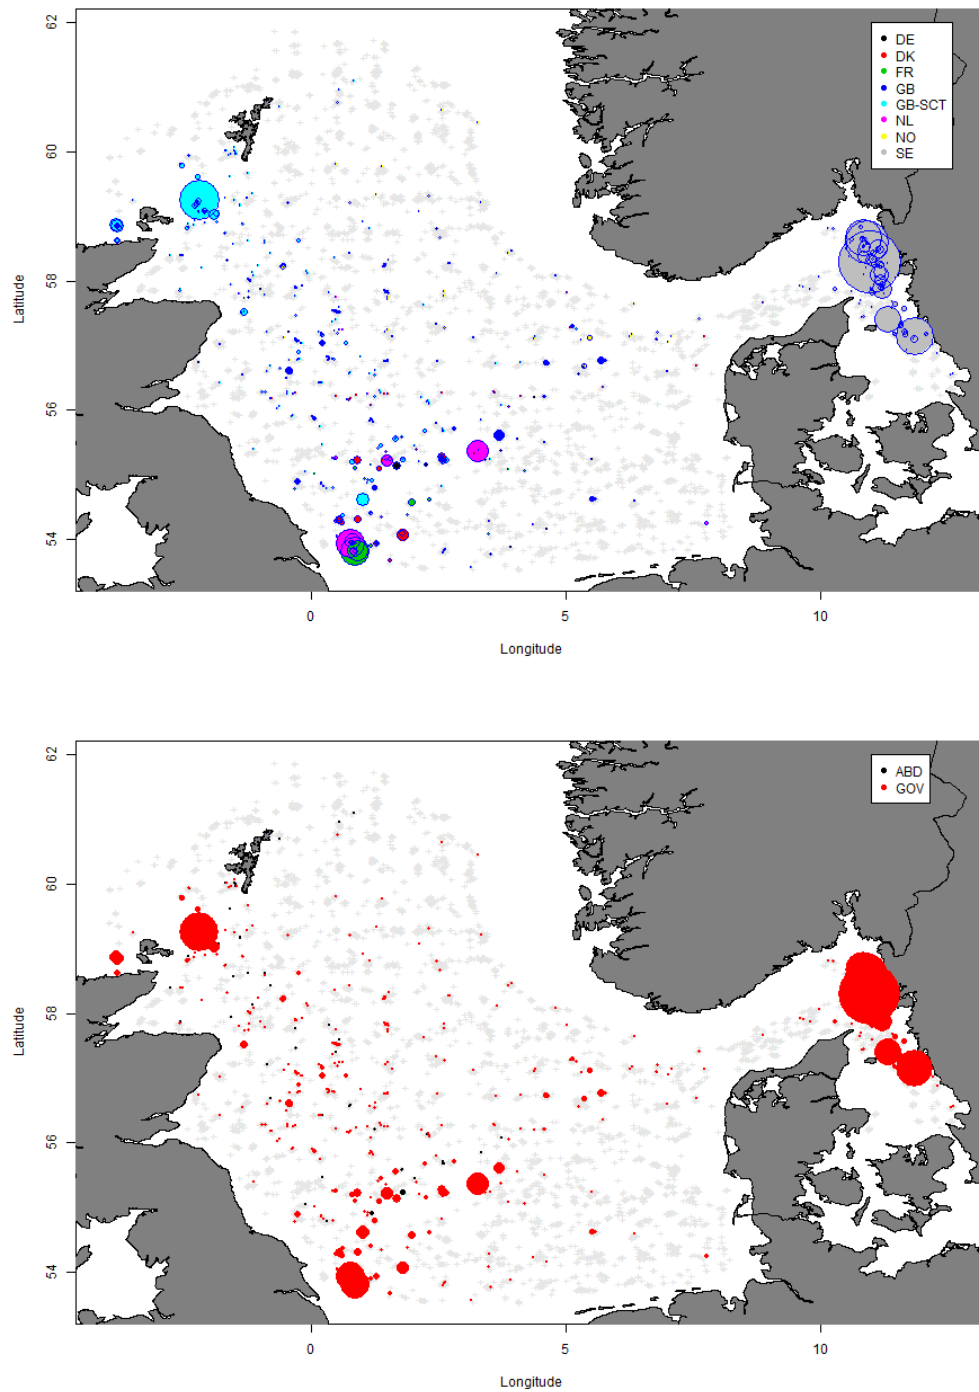 62
60
58
56
54
Latitude
DE
DK
FR
GB
GB-SCT
NL
NO
SE
0
5
10
Longitude
62
60
58
56
54
Latitude
ABD
GOV
0
5
10
Longitude